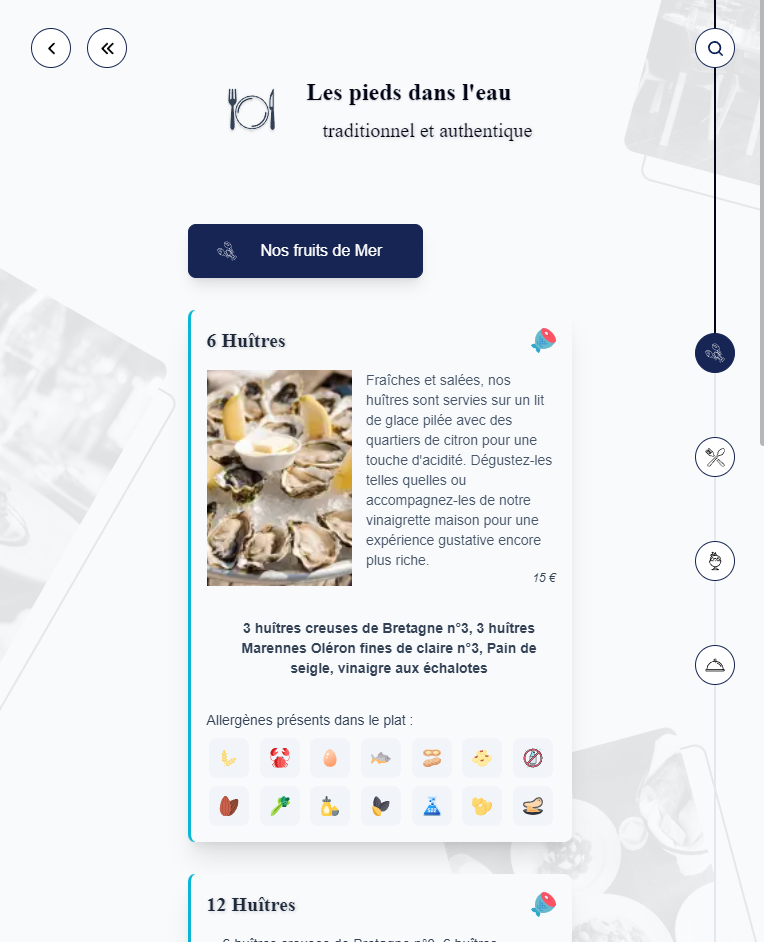 Les pieds dans l'eau
traditionnel et authentique
Nos fruits de Mer
6 Huîtres
Fraîches et salées, nos
huîtres sont servies sur un lit
de glace pilée avec des
quartiers de citron pour une
touche d'acidité. Dégustez-les
telles quelles ou
accompagnez-les de notre
vinaigrette maison pour une
expérience gustative encore
plus riche.
15 €
3 huîtres creuses de Bretagne n°3, 3 huîtres
Marennes Oléron fines de claire n°3, Pain de
seigle, vinaigre aux échalotes
Allergènes présents dans le plat :
12 Huîtres